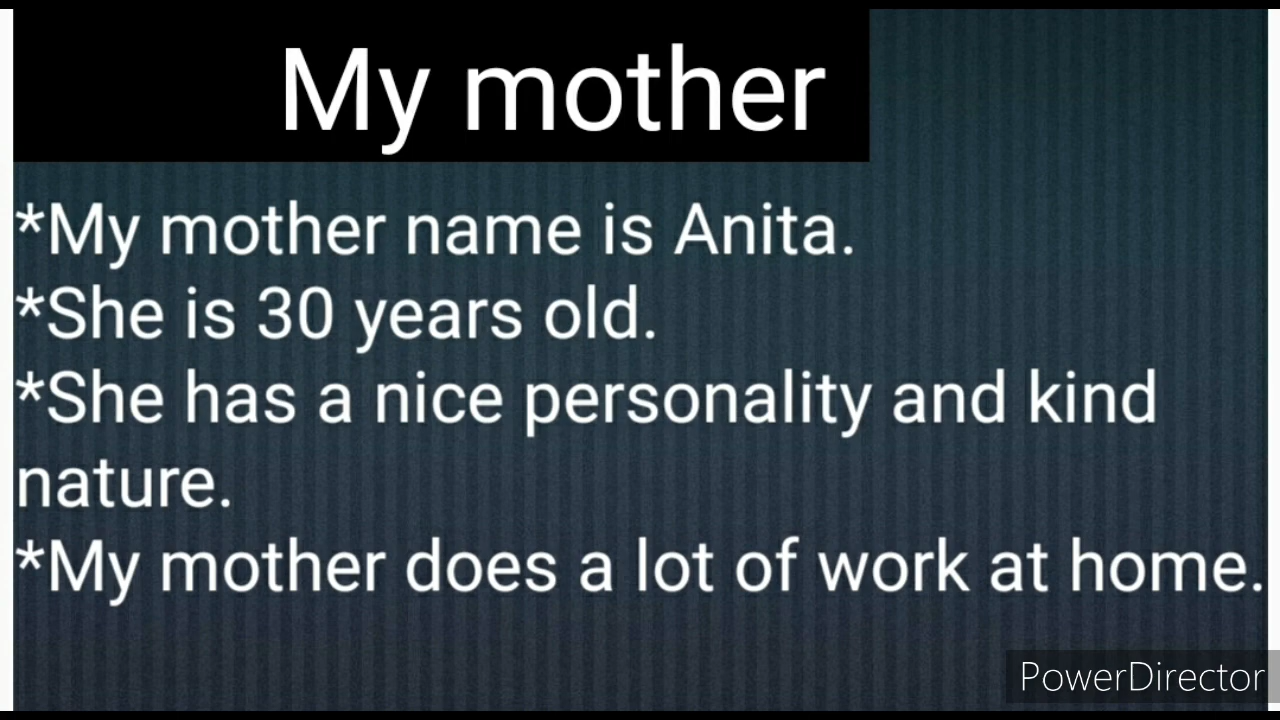 My mother
*My mother name is Anita.
*She is 30 years old.
*She has a nice personality and kind
nature.
*My mother does a lot of work at home.
PowerDirector